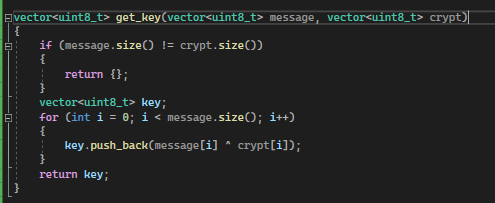 vector<uint8_t> get_key(vector<uint8_t> message, vector<uint8_t> crypt)
{
    if (message.size() != crypt.size())
    {
        return {};
    }
    vector<uint8_t> key;
    for (int i = 0; i < message.size(); i++)
    {
        key.push_back(message[i] ^ crypt[i]);
    }
    return key;
}